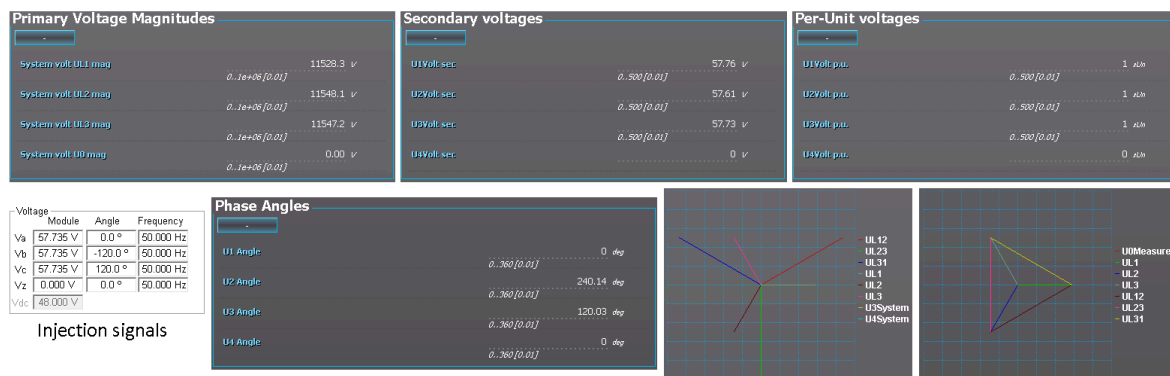 Primary Voltage Magnitudes
-
System volt UL1 mag 11528.3 V
0..1e+06 [0.01]
System volt UL2 mag 11548.1 V
0..1e+06 [0.01]
System volt UL3 mag 11547.2 V
0..1e+06 [0.01]
System volt U0 mag 0.00 V
0..1e+06 [0.01]
Secondary voltages
-
U1Volt sec 57.76 V
0..500 [0.01]
U2Volt sec 57.61 V
0..500 [0.01]
U3Volt sec 57.73 V
0..500 [0.01]
U4Volt sec 0 V
Per-Unit voltages
-
U1Volt p.u. 1 xUn
0..500 [0.01]
U2Volt p.u. 1 xUn
0..500 [0.01]
U3Volt p.u. 1 xUn
0..500 [0.01]
U4Volt p.u. 0 xUn
Voltage
Module Angle Frequency
Va 57.735 V 0.0 º 50.000 Hz
Vb 57.735 V -120.0 º 50.000 Hz
Vc 57.735 V 120.0 º 50.000 Hz
Vz 0.000 V 0.0 º 50.000 Hz
Vdc 48.000 V
Injection signals
Phase Angles
-
U1 Angle 0 deg
0..360 [0.01]
U2 Angle 240.14 deg
0..360 [0.01]
U3 Angle 120.03 deg
0..360 [0.01]
U4 Angle 0 deg
0..360 [0.01]
UL12
UL23
UL31
UL1
UL2
UL3
U3System
U4System
U0Measure
UL1
UL2
UL3
UL12
UL23
UL31